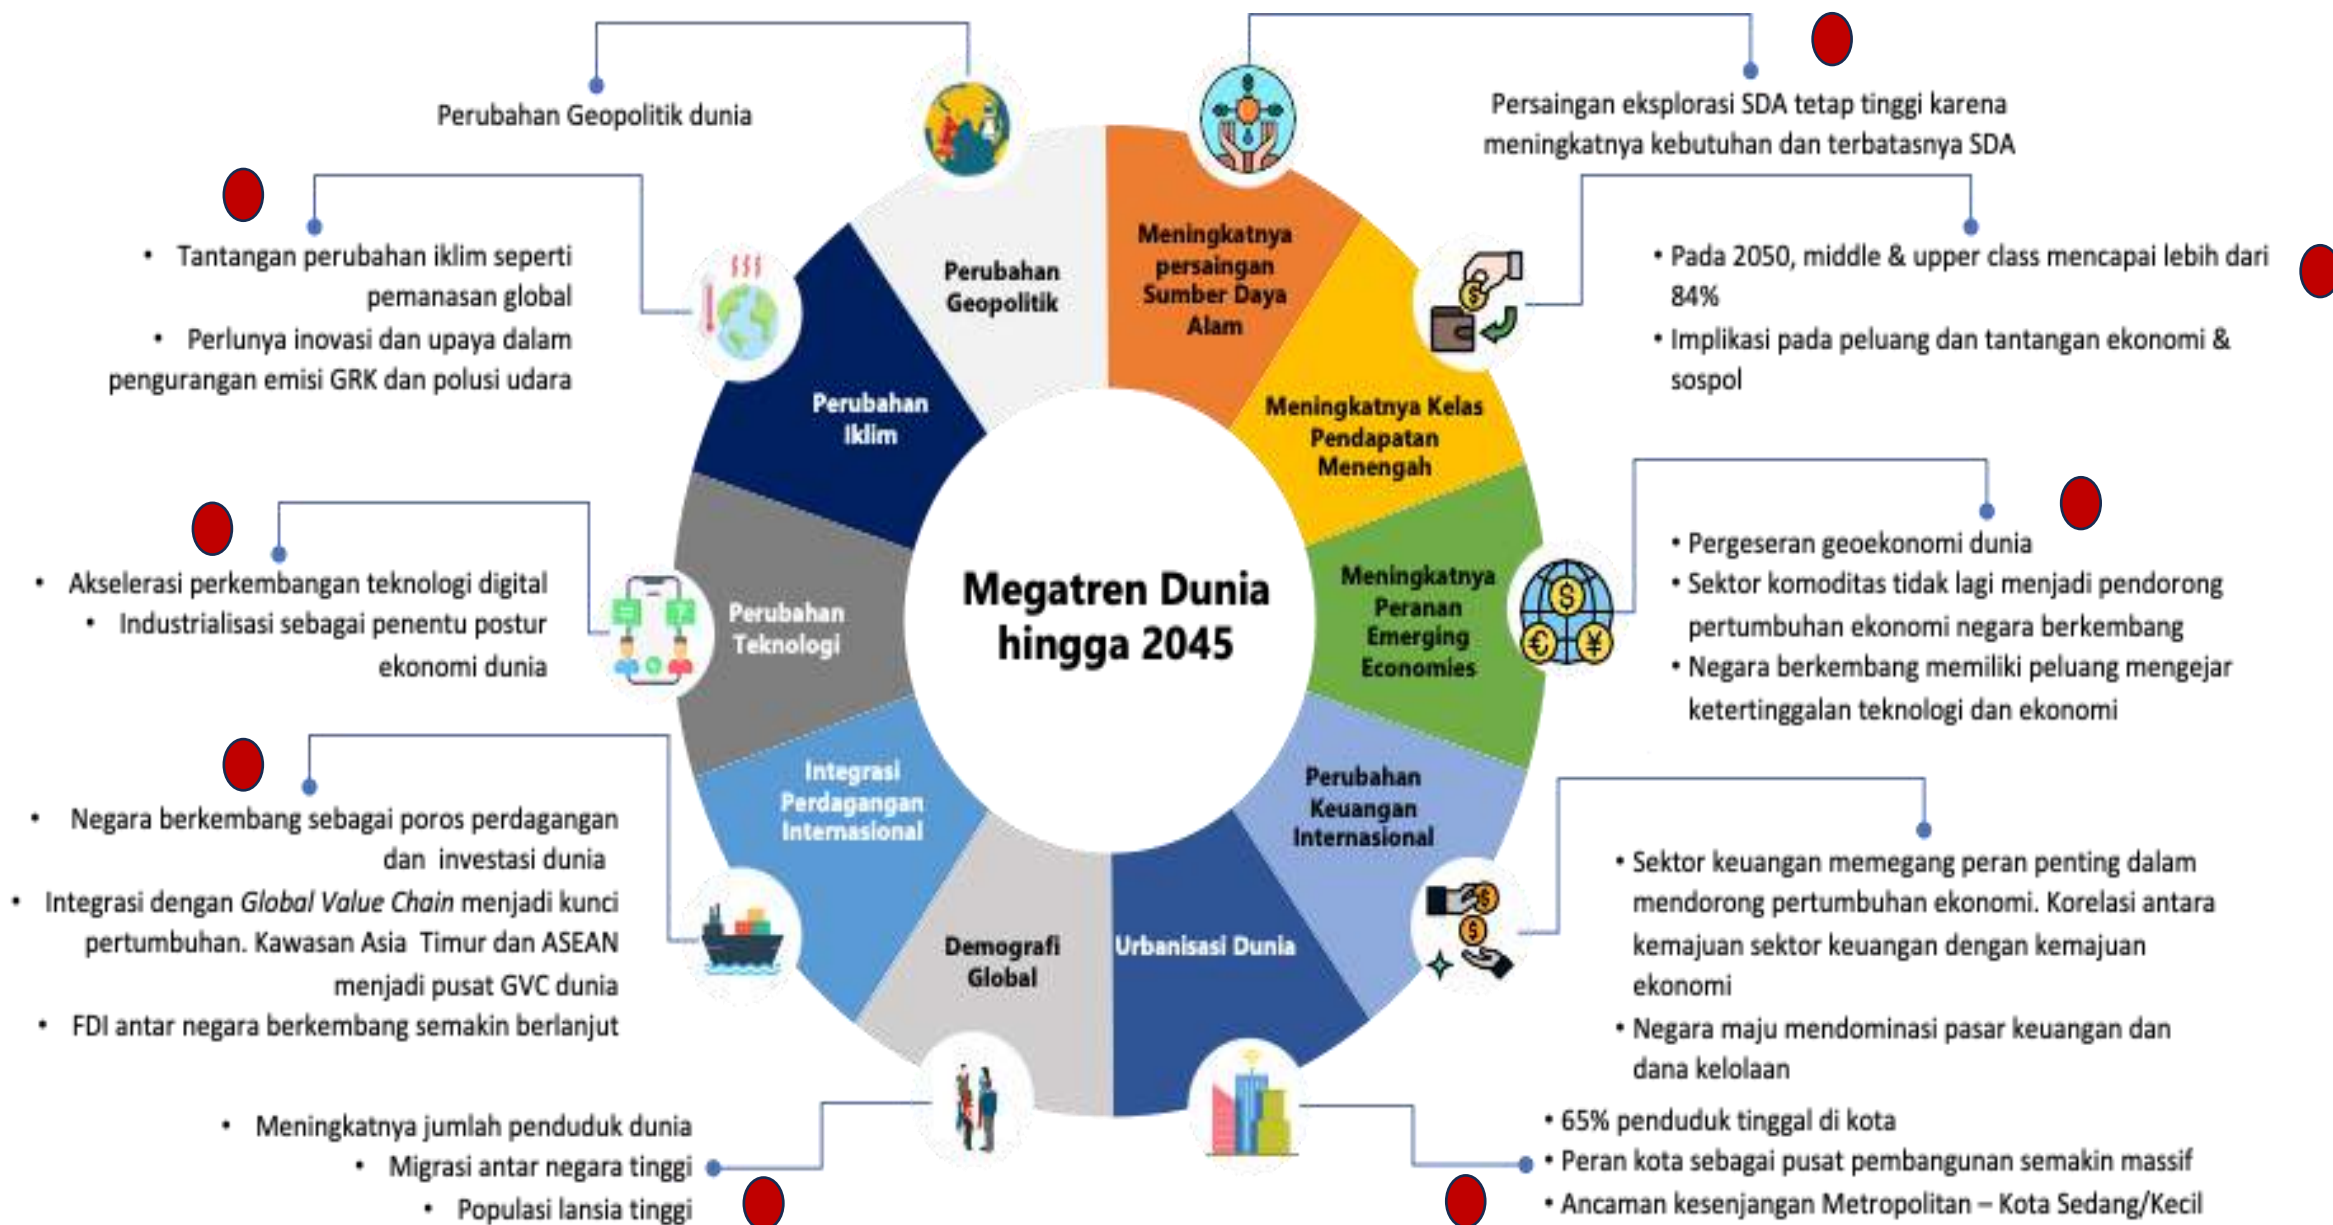 Perubahan Geopolitik dunia
• Tantangan perubahan iklim seperti
pemanasan global
• Perlunya inovasi dan upaya dalam
pengurangan emisi GRK dan polusi udara
• Akselerasi perkembangan teknologi digital
• Industrialisasi sebagai penentu postur
ekonomi dunia
• Negara berkembang sebagai poros perdagangan
dan investasi dunia
• Integrasi dengan Global Value Chain menjadi kunci
pertumbuhan. Kawasan Asia Timur dan ASEAN
menjadi pusat GVC dunia
• FDI antar negara berkembang semakin berlanjut
• Meningkatnya jumlah penduduk dunia
• Migrasi antar negara tinggi
• Populasi lansia tinggi
Perubahan
Geopolitik
Perubahan
Iklim
Perubahan
Teknologi
Integrasi
Perdagangan
Internasional
Demografi
Global
Megatren Dunia
hingga 2045
Meningkatnya
persaingan
Sumber Daya
Alam
Meningkatnya Kelas
Pendapatan
Menengah
Meningkatnya
Peranan
Emerging
Economies
Perubahan
Keuangan
Internasional
Urbanisasi Dunia
Persaingan eksplorasi SDA tetap tinggi karena
meningkatnya kebutuhan dan terbatasnya SDA
• Pada 2050, middle & upper class mencapai lebih dari
84%
• Implikasi pada peluang dan tantangan ekonomi &
sospol
• Pergeseran geoekonomi dunia
• Sektor komoditas tidak lagi menjadi pendorong
pertumbuhan ekonomi negara berkembang
• Negara berkembang memiliki peluang mengejar
ketertinggalan teknologi dan ekonomi
• Sektor keuangan memegang peran penting dalam
mendorong pertumbuhan ekonomi. Korelasi antara
kemajuan sektor keuangan dengan kemajuan
ekonomi
• Negara maju mendominasi pasar keuangan dan
dana kelolaan
• 65% penduduk tinggal di kota
• Peran kota sebagai pusat pembangunan semakin massif
• Ancaman kesenjangan Metropolitan – Kota Sedang/Kecil